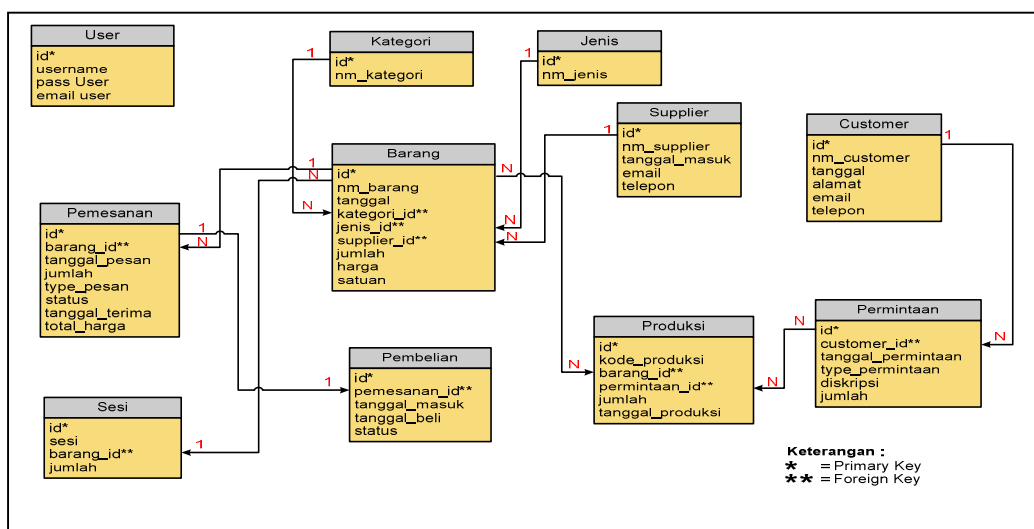 User
id*
username
pass User
email user
Kategori
id*
nm_kategori
Jenis
id*
nm_jenis
Supplier
id*
nm_supplier
tanggal_masuk
email
telepon
Customer
id*
nm_customer
tanggal
alamat
email
telepon
Barang
id*
nm_barang
tanggal
kategori_id**
jenis_id**
supplier_id**
jumlah
harga
satuan
Pemesanan
id*
barang_id**
tanggal_pesan
jumlah
type_pesan
status
tanggal_terima
total_harga
Pembelian
id*
pemesanan_id**
tanggal_masuk
tanggal_beli
status
Sesi
id*
sesi
barang_id**
jumlah
Produksi
id*
kode_produksi
barang_id**
permintaan_id**
jumlah
tanggal_produksi
Permintaan
id*
customer_id**
tanggal_permintaan
type_permintaan
diskripsi
jumlah
1
1
1
1
1
N
N
N
N
N
1
N
1
1
N
N
N
N
Keterangan :
* = Primary Key
** = Foreign Key